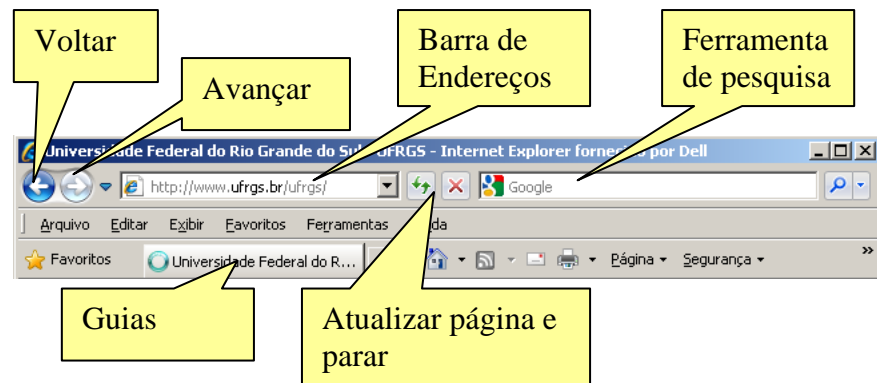 Voltar
Avançar
Barra de
Endereços
Ferramenta
de pesquisa
Universidade Federal do Rio Grande do Sul UFRGS - Internet Explorer por Dell
http://www.ufrgs.br/ufrgs/
Google
Arquivo Editar Exibir Favoritos Ferramentas da
Favoritos
Universidade Federal do R...
Página
Segurança
»
Guias
Atualizar página e
parar